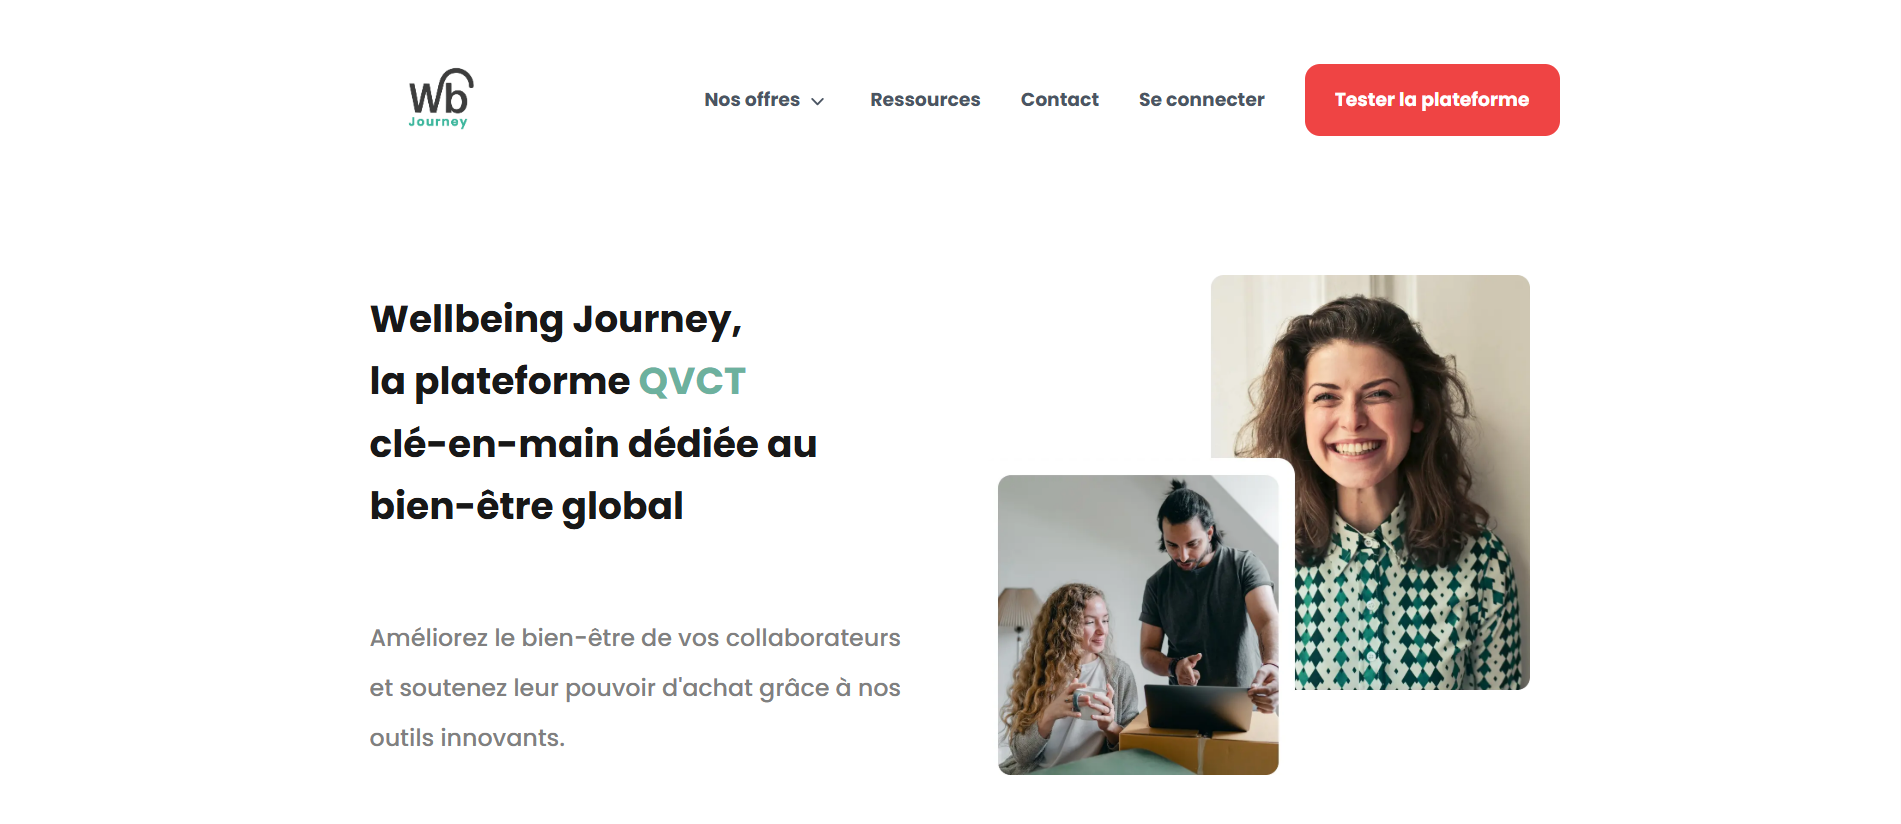 Wb
Journey
Nos offres
Ressources
Contact
Se connecter
Tester la plateforme
Wellbeing Journey,
la plateforme QVCT
clé-en-main dédiée au
bien-être global
Améliorez le bien-être de vos collaborateurs
et soutenez leur pouvoir d'achat grâce à nos
outils innovants.